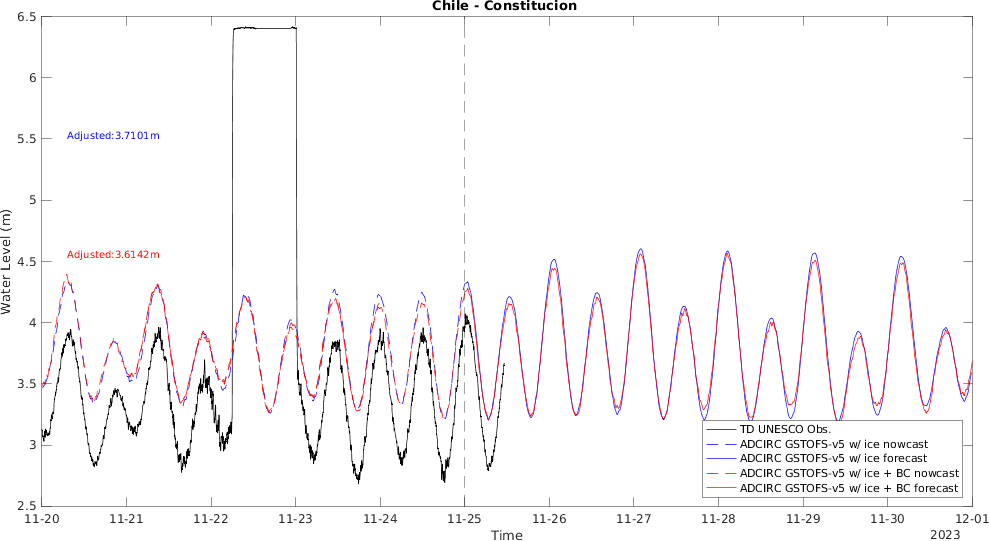 Chile - Constitucion
6.5
6
5.5
5
4.5
4
3.5
3
2.5
Water Level (m)
Adjusted:3.7101m
Adjusted:3.6142m
TD UNESCO Obs.
ADCIRC GSTOFS-v5 w/ ice nowcast
ADCIRC GSTOFS-v5 w/ ice forecast
ADCIRC GSTOFS-v5 w/ ice + BC nowcast
ADCIRC GSTOFS-v5 w/ ice + BC forecast
11-20 11-21 11-22 11-23 11-24 11-25 11-26 11-27 11-28 11-29 11-30 12-01
Time
2023